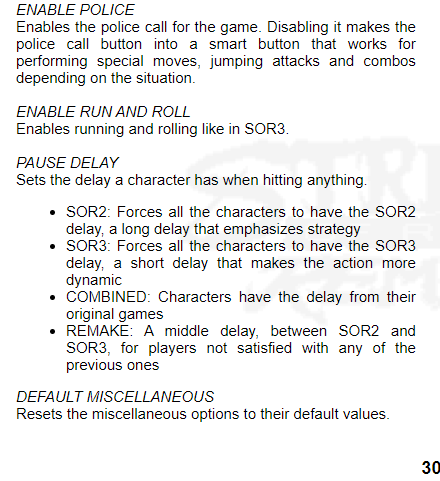 ENABLE POLICE
Enables the police call for the game. Disabling it makes the
police call button into a smart button that works for
performing special moves, jumping attacks and combos
depending on the situation.
ENABLE RUN AND ROLL
Enables running and rolling like in SOR3.
PAUSE DELAY
Sets the delay a character has when hitting anything.
• SOR2: Forces all the characters to have the SOR2
delay, a long delay that emphasizes strategy
• SOR3: Forces all the characters to have the SOR3
delay, a short delay that makes the action more
dynamic
• COMBINED: Characters have the delay from their
original games
• REMAKE: A middle delay, between SOR2 and
SOR3, for players not satisfied with any of the
previous ones
DEFAULT MISCELLANEOUS
Resets the miscellaneous options to their default values.
30